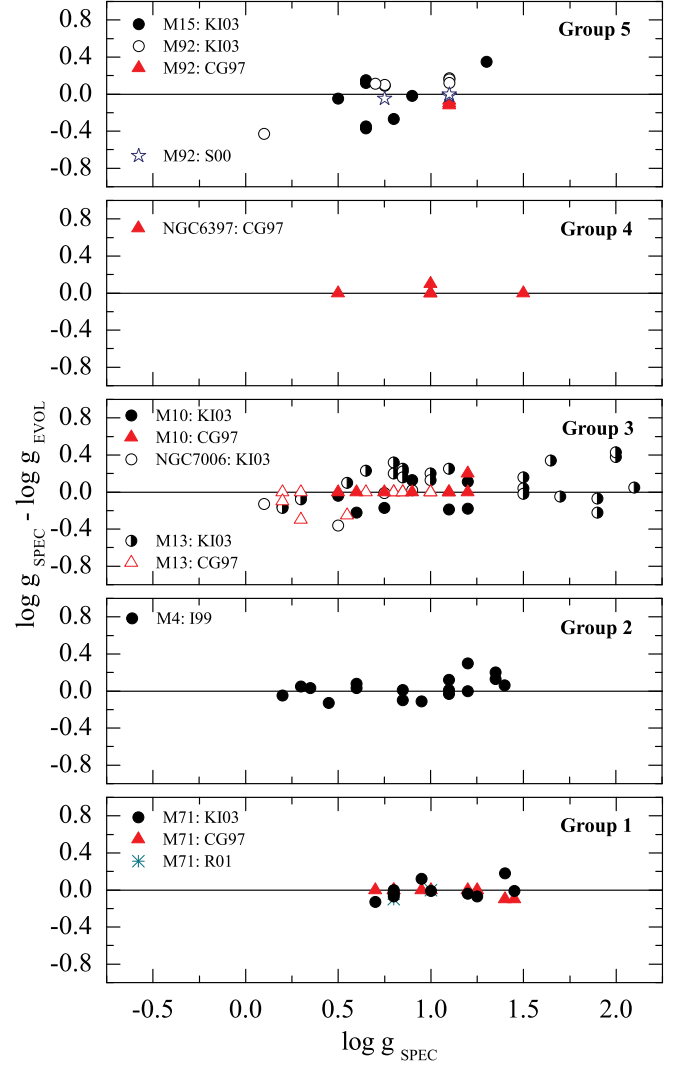 Group 5
M15: KI03
M92: KI03
M92: CG97
M92: S00
0.8
0.4
0.0
-0.4
-0.8
Group 4
NGC6397: CG97
0.8
0.4
0.0
-0.4
-0.8
Group 3
M10: KI03
M10: CG97
NGC7006: KI03
M13: KI03
M13: CG97
0.8
0.4
0.0
-0.4
-0.8
Group 2
M4: I99
0.8
0.4
0.0
-0.4
-0.8
Group 1
M71: KI03
M71: CG97
M71: R01
0.8
0.4
0.0
-0.4
-0.8
-0.5 0.0 0.5 1.0 1.5 2.0
log g SPEC
log g SPEC - log g EVOL